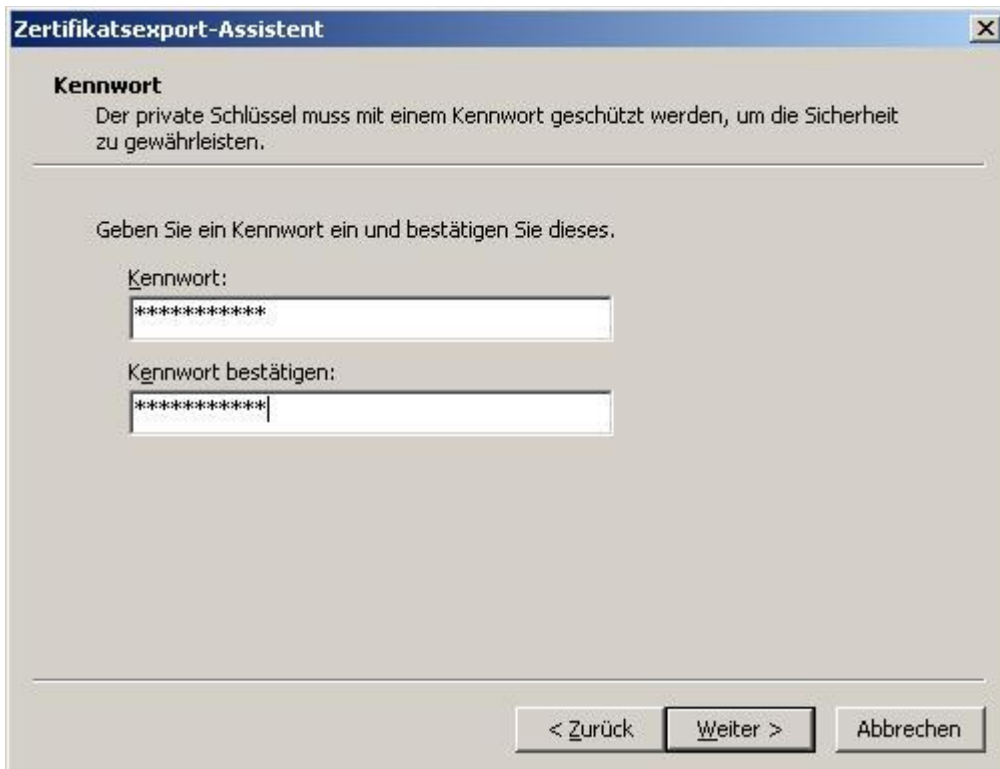 Zertifikatsexport-Assistent
Kennwort
Der private Schlüssel muss mit einem Kennwort geschützt werden, um die Sicherheit
zu gewährleisten.
Geben Sie ein Kennwort ein und bestätigen Sie dieses.
Kennwort:
***********
Kennwort bestätigen:
***********
< Zurück Weiter > Abbrechen